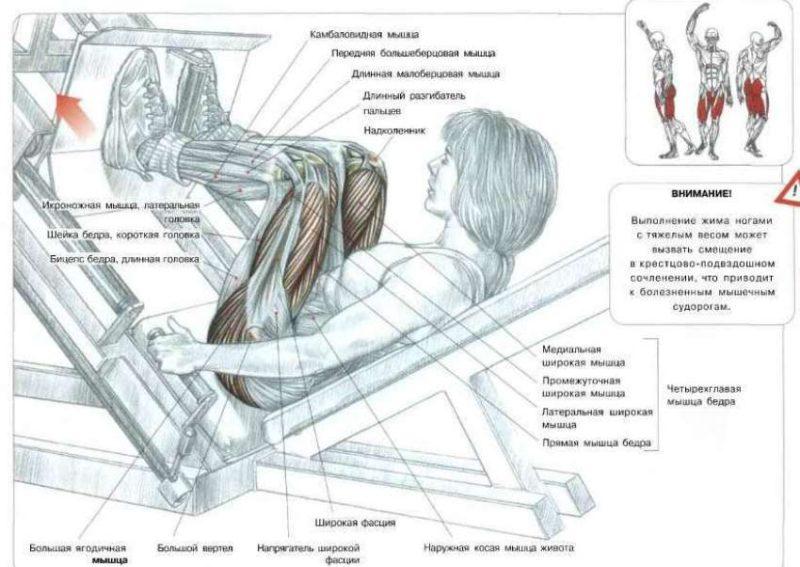 Камбаловидная мышца
Передняя большеберцовая мышца
Длинная малоберцовая мышца
Длинный разгибатель
пальцев
Надколенник
Икроножная мышца, латеральная
головка
Шейка бедра, короткая головка
Бицепс бедра, длинная головка
ВНИМАНИЕ!
Выполнение жима ногами
с тяжелым весом может
вызвать смещение
в крестцово-подвздошном
сочленении, что приводит
к болезненным мышечным
судорогам.
!
Медиальная
широкая мышца
Промежуточная
широкая мышца
Латеральная широкая
мышца
Прямая мышца бедра
Четырехглавая
мышца бедра
Широкая фасция
Большая ягодичная
мышца
Большой вертел
Напрягатель широкой
фасции
Наружная косая мышца живота